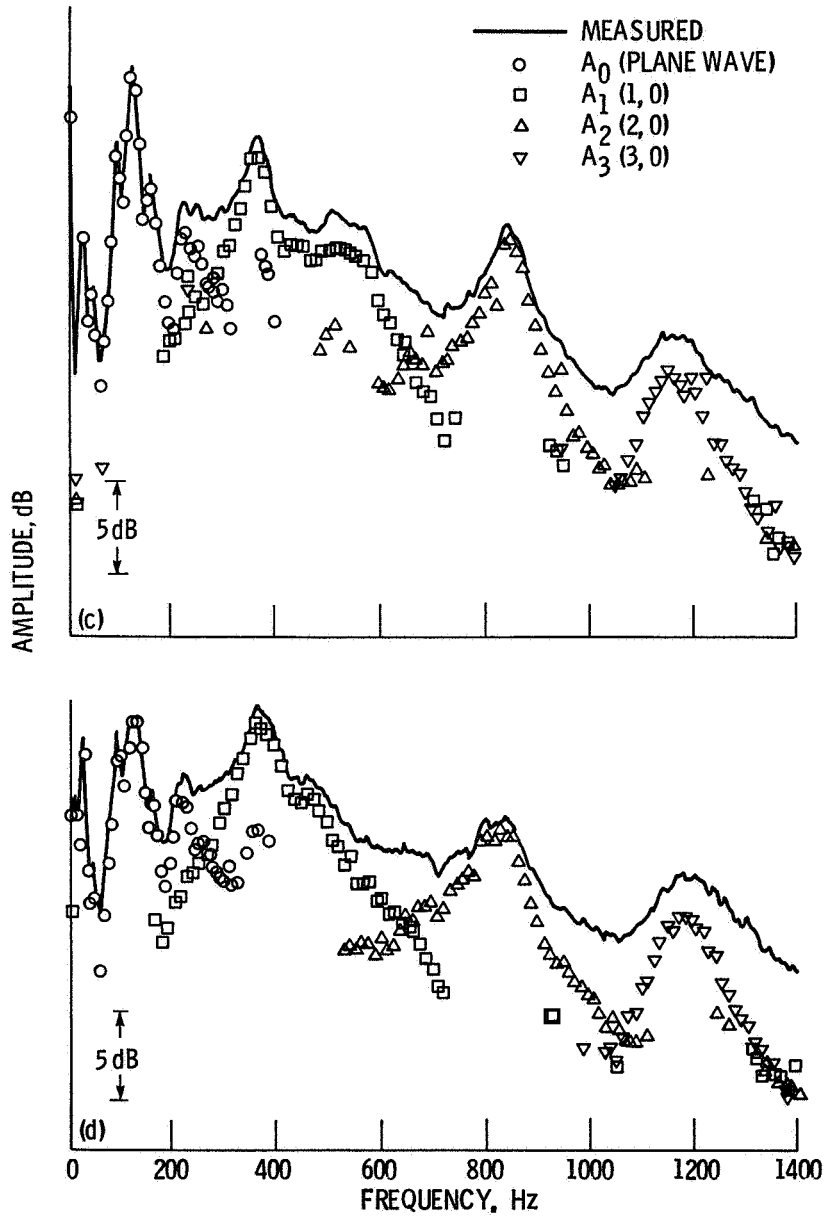 MEASURED
A0 (PLANE WAVE)
A1 (1, 0)
A2 (2, 0)
A3 (3, 0)
AMPLITUDE, dB
5 dB
(c)
5 dB
(d)
0 200 400 600 800 1000 1200 1400
FREQUENCY, Hz